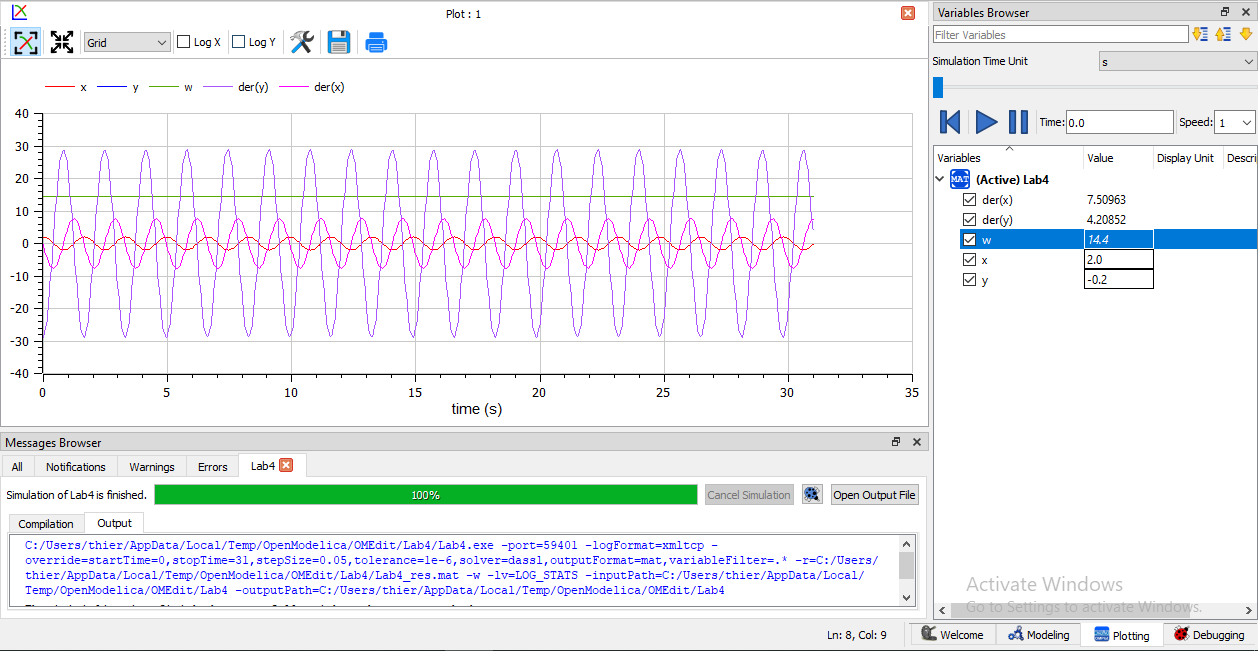 Plot : 1
Grid
Log X
Log Y
x y w der(y) der(x)
40
30
20
10
0
-10
-20
-30
-40
0 5 10 15 20 25 30 35
time (s)
Messages Browser
All Notifications Warnings Errors Lab4
Simulation of Lab4 is finished. 100% Cancel Simulation Open Output File
Compilation Output
C:/Users/thier/AppData/Local/Temp/OpenModelica/OMEdit/Lab4/Lab4.exe -port=59401 -logFormat=xmltcp -
override=startTime=0,stopTime=31,stepSize=0.05,tolerance=1e-6,solver=dassl,outputFormat=mat,variableFilter=.* -r=C:/Users/
thier/AppData/Local/Temp/OpenModelica/OMEdit/Lab4/Lab4_res.mat -w -lv=LOG_STATS -inputPath=C:/Users/thier/AppData/Local/
Temp/OpenModelica/OMEdit/Lab4 -outputPath=C:/Users/thier/AppData/Local/Temp/OpenModelica/OMEdit/Lab4
Variables Browser
Filter Variables
Simulation Time Unit s
Time: 0.0 Speed: 1
Variables Value Display Unit Descri
MAT (Active) Lab4
der(x) 7.50963
der(y) 4.20852
w 14.4
x 2.0
y -0.2
Activate Windows
Go to Settings to activate Windows.
Ln: 8, Col: 9 Welcome Modeling Plotting Debugging